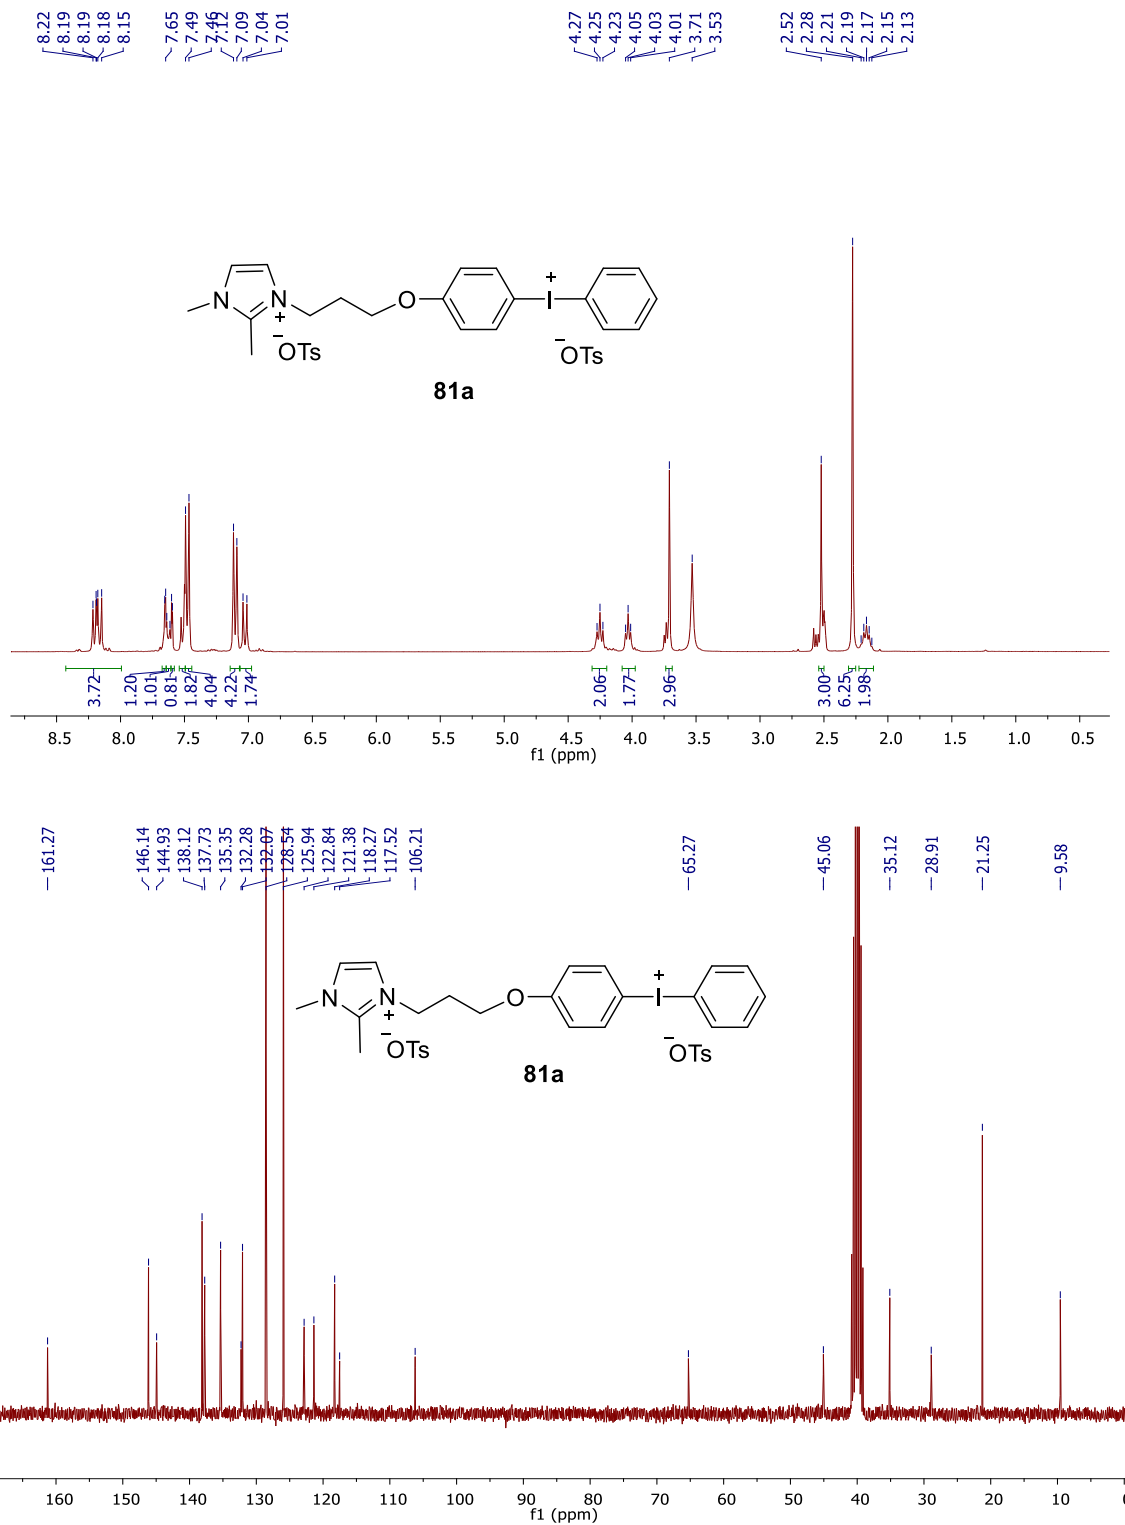 8.22 8.19 8.19 8.18 8.15 7.65 7.49 7.46 7.12 7.09 7.04 7.01 4.27 4.25 4.23 4.05 4.03 4.01 3.71 3.53 2.52 2.28 2.21 2.19 2.17 2.15 2.13
N N + O I +
−OTs −OTs
81a
3.72 1.20 1.01 0.81 1.82 4.04 4.22 1.74 2.06 1.77 2.96 3.00 6.25 1.98
8.5 8.0 7.5 7.0 6.5 6.0 5.5 5.0 4.5 4.0 3.5 3.0 2.5 2.0 1.5 1.0 0.5
f1 (ppm)
161.27 146.14 144.93 138.12 137.73 135.35 132.28 132.07 128.54 125.94 122.84 121.38 118.27 117.52 106.21 65.27 45.06 35.12 28.91 21.25 9.58
N N + O I +
−OTs −OTs
81a
160 150 140 130 120 110 100 90 80 70 60 50 40 30 20 10 0
f1 (ppm)